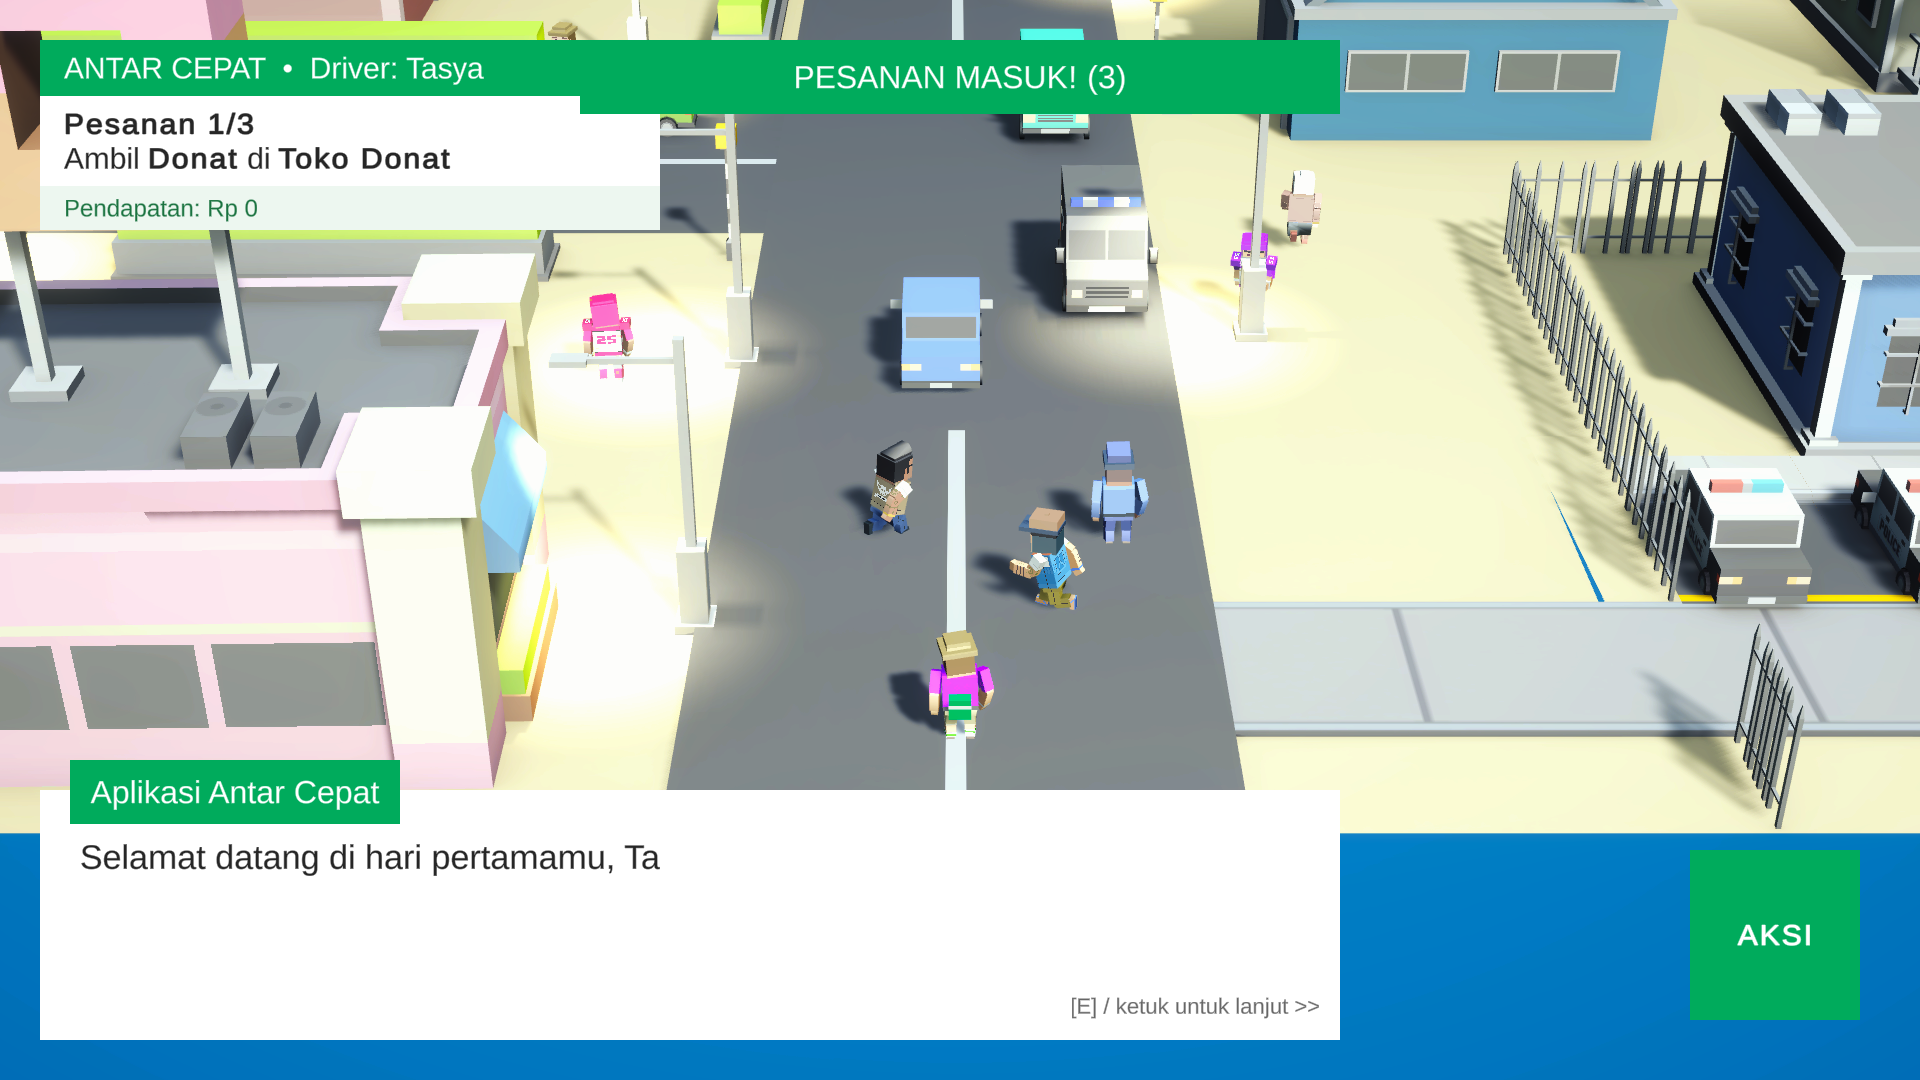 ANTAR CEPAT • Driver: Tasya
PESANAN MASUK! (3)
Pesanan 1/3
Ambil Donat di Toko Donat
Pendapatan: Rp 0
25
Aplikasi Antar Cepat
Selamat datang di hari pertamamu, Ta
[E] / ketuk untuk lanjut >>
AKSI